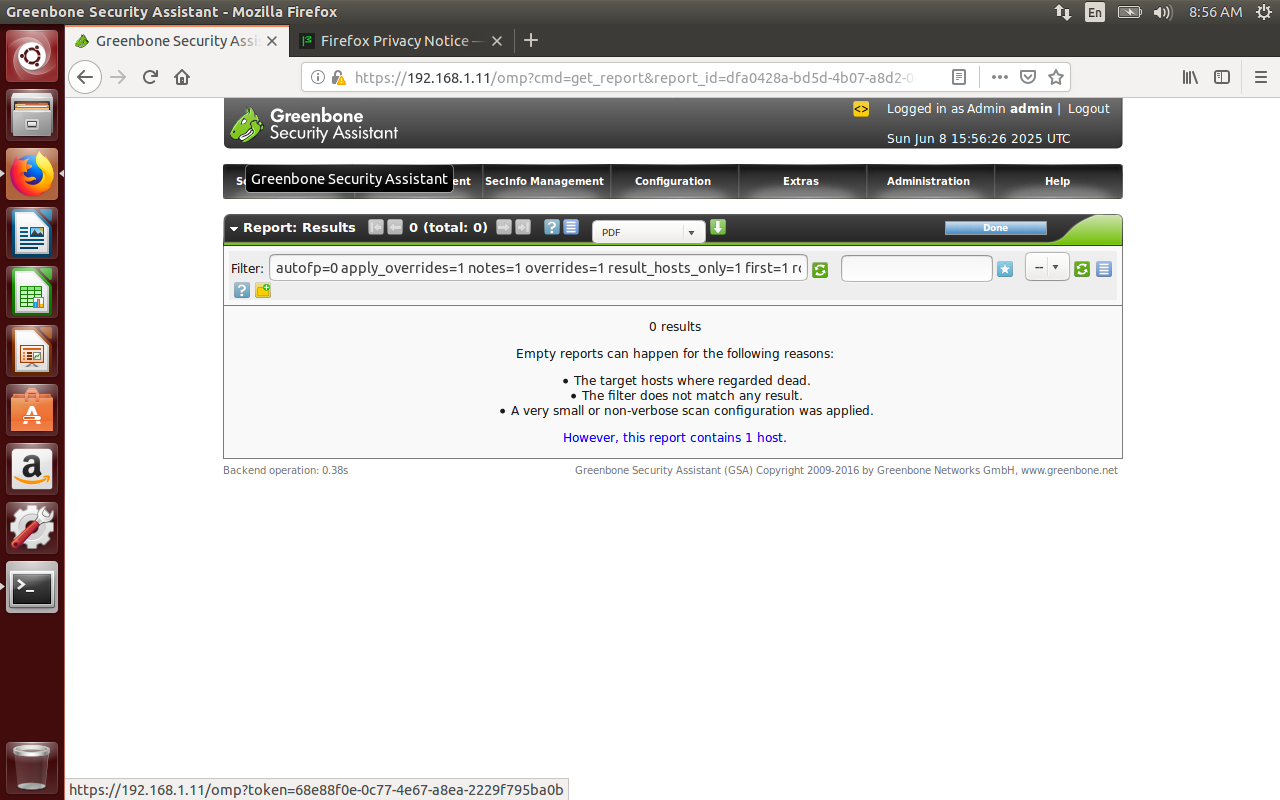 Greenbone Security Assistant - Mozilla Firefox
En
8:56 AM
Greenbone Security Assi
Firefox Privacy Notice —
https://192.168.1.11/omp?cmd=get_report&report_id=dfa0428a-bd5d-4b07-a8d2-0
Greenbone
Security Assistant
<> Logged in as Admin admin | Logout
Sun Jun 8 15:56:26 2025 UTC
Greenbone Security Assistant
SecInfo Management
Configuration
Extras
Administration
Help
Report: Results
0 (total: 0)
?
PDF
Done
Filter:
autofp=0 apply_overrides=1 notes=1 overrides=1 result_hosts_only=1 first=1
--
?
0 results
Empty reports can happen for the following reasons:
• The target hosts where regarded dead.
• The filter does not match any result.
• A very small or non-verbose scan configuration was applied.
However, this report contains 1 host.
Backend operation: 0.38s
Greenbone Security Assistant (GSA) Copyright 2009-2016 by Greenbone Networks GmbH, www.greenbone.net
https://192.168.1.11/omp?token=68e88f0e-0c77-4e67-a8ea-2229f795ba0b